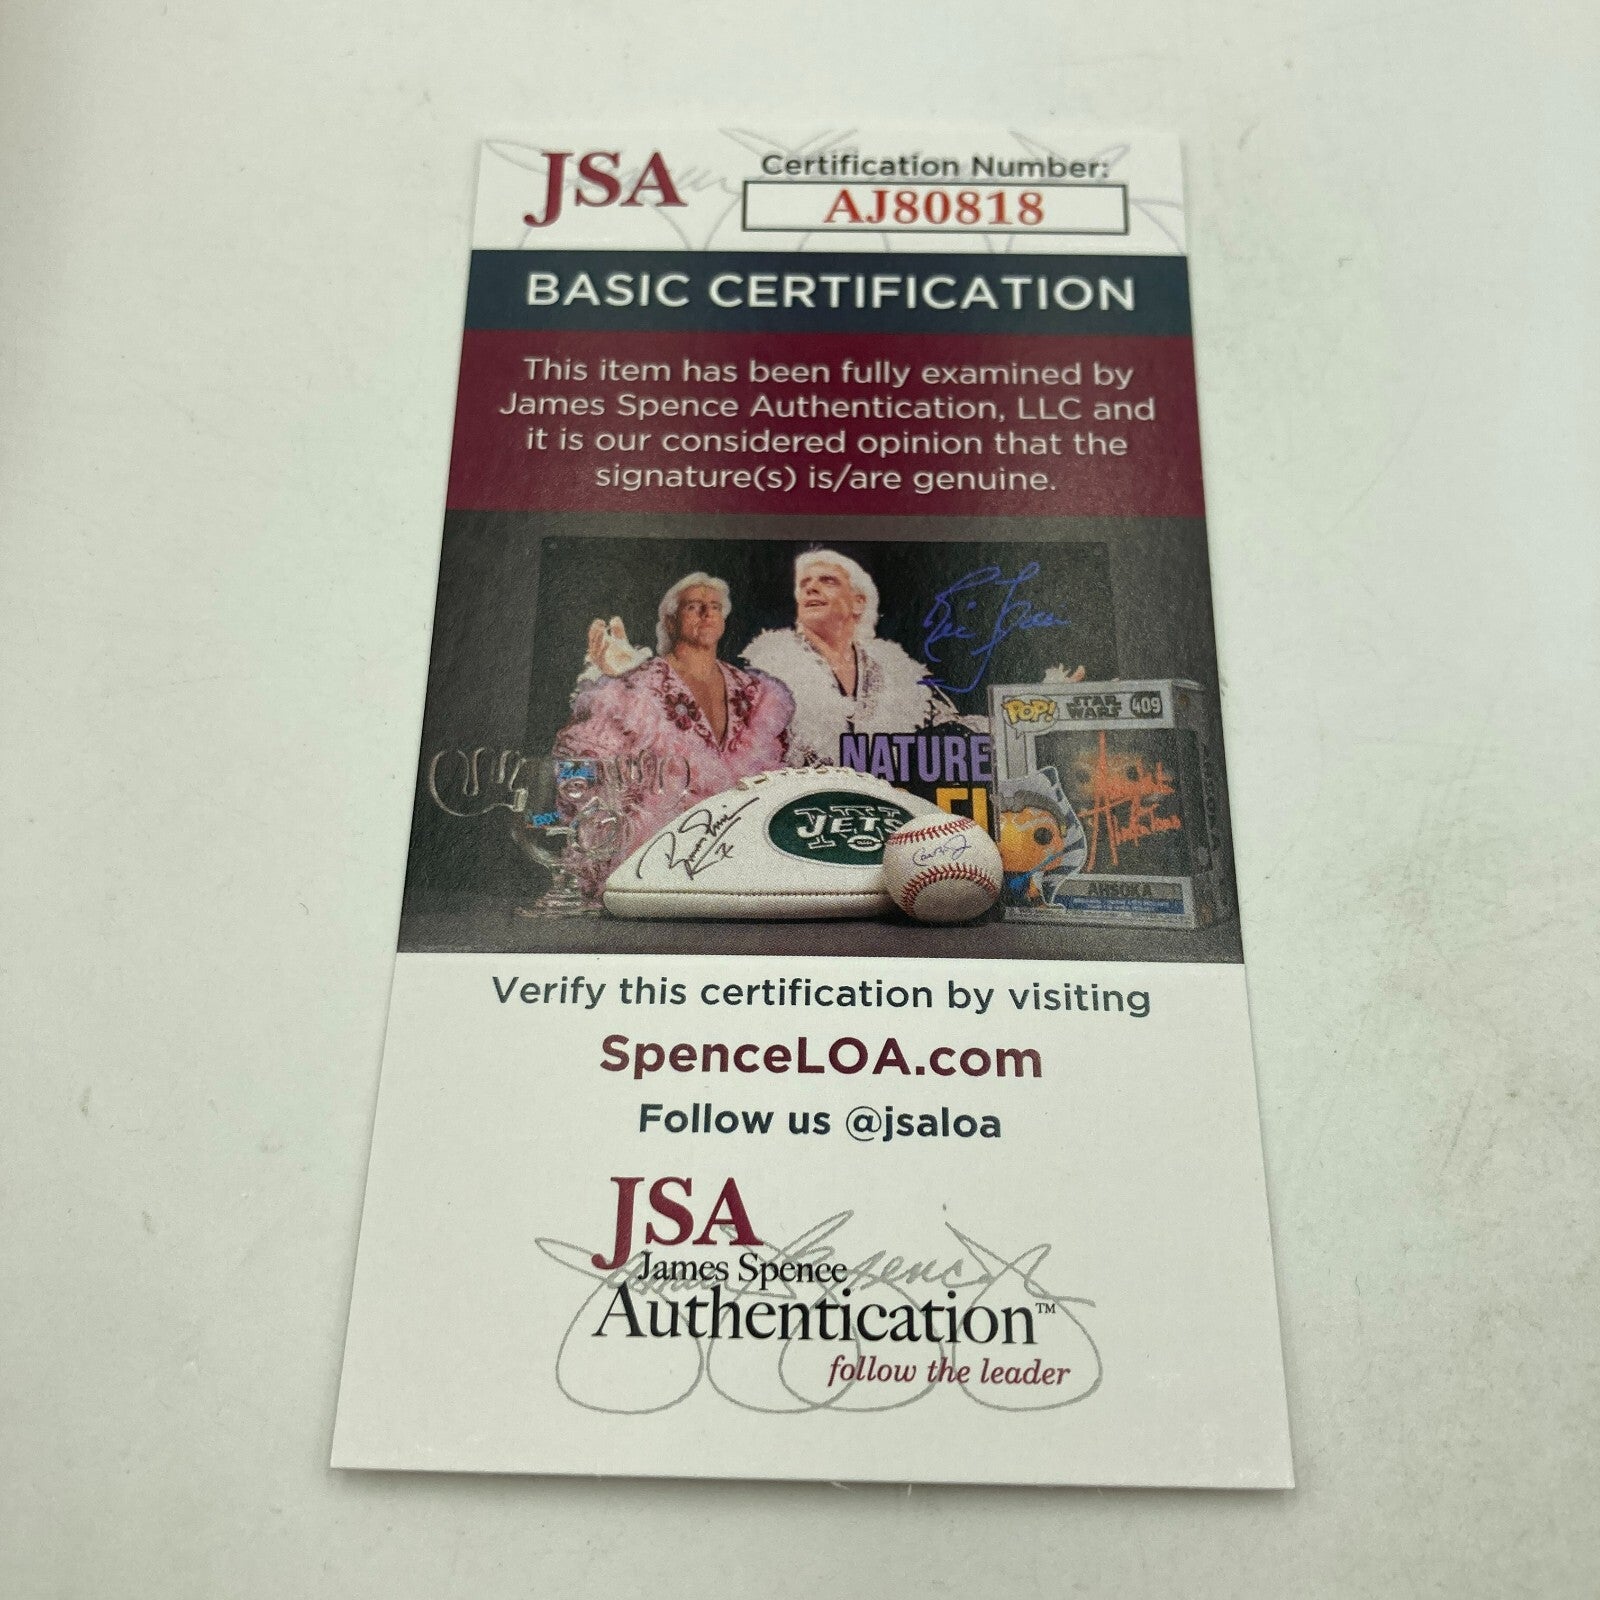 JSA
Certification Number:
AJ80818
BASIC CERTIFICATION
This item has been fully examined by
James Spence Authentication, LLC and
it is our considered opinion that the
signature(s) is/are genuine.
POP! STAR WARS 409
NATURE
JETS
AHSOKA
Verify this certification by visiting
SpenceLOA.com
Follow us @jsaloa
JSA
James Spence
Authentication™
follow the leader